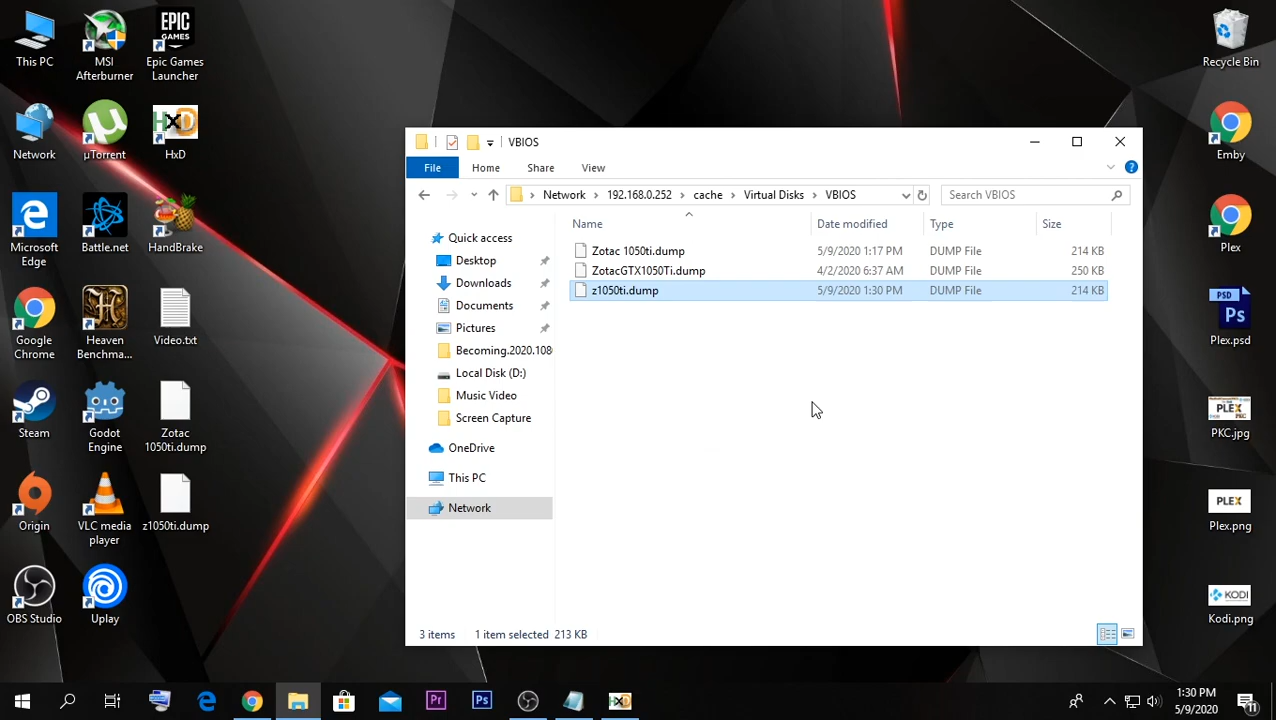 This PC
MSI
Afterburner
EPIC
GAMES
Epic Games
Launcher
Network
µTorrent
HxD
HxD
Microsoft
Edge
Battle.net
HandBrake
Google
Chrome
Heaven
Benchma...
Video.txt
Steam
Godot
Engine
Zotac
1050ti.dump
Origin
VLC media
player
z1050ti.dump
OBS Studio
Uplay
VBIOS
File
Home
Share
View
Network
192.168.0.252
cache
Virtual Disks
VBIOS
Search VBIOS
Name
Date modified
Type
Size
Zotac 1050ti.dump
5/9/2020 1:17 PM
DUMP File
214 KB
ZotacGTX1050Ti.dump
4/2/2020 6:37 AM
DUMP File
250 KB
z1050ti.dump
5/9/2020 1:30 PM
DUMP File
214 KB
Quick access
Desktop
Downloads
Documents
Pictures
Becoming.2020.108
Local Disk (D:)
Music Video
Screen Capture
OneDrive
This PC
Network
3 items
1 item selected 213 KB
Recycle Bin
Emby
Plex
PSD
Ps
Plex.psd
PLEX
PKC.jpg
PLEX
Plex.png
KODI
Kodi.png
Pr
Ps
HxD
1:30 PM
5/9/2020
11